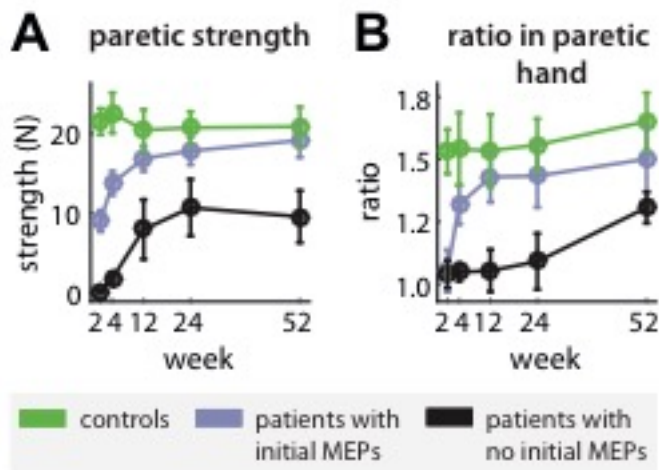 A paretic strength
B ratio in paretic
hand
strength (N)
20
10
0
2 4 12 24 52
week
ratio
1.8
1.5
1.2
1.0
2 4 12 24 52
week
controls
patients with
initial MEPs
patients with
no initial MEPs